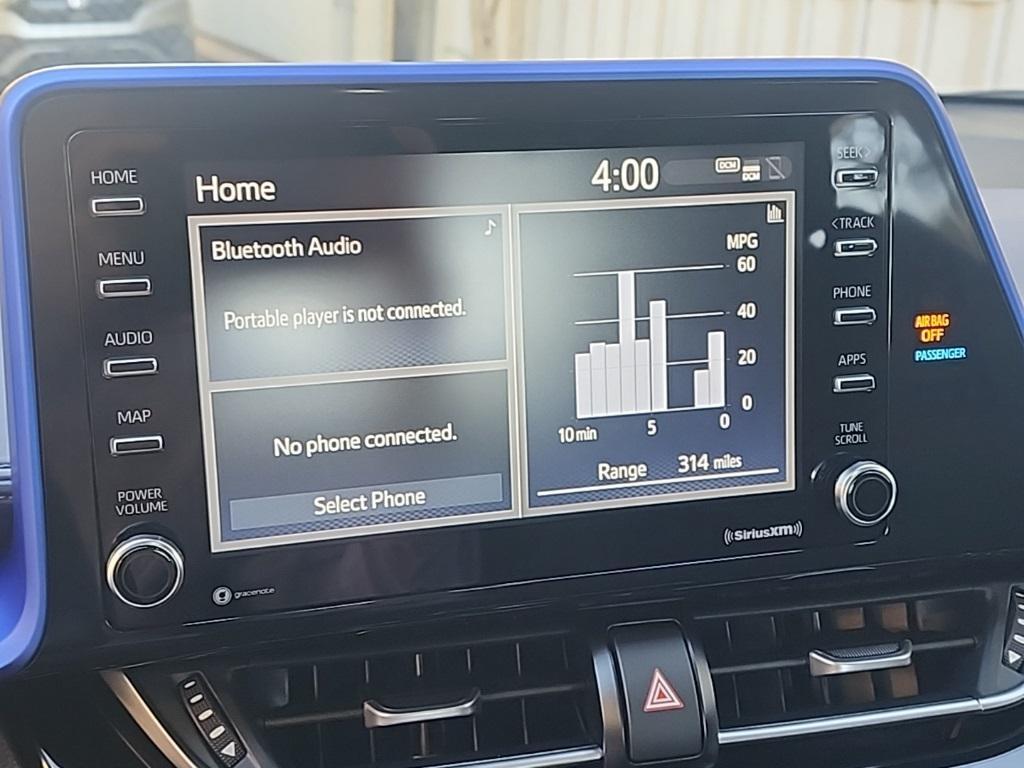 HOME
MENU
AUDIO
MAP
POWER
VOLUME
Home
4:00
DCM
DCM
Bluetooth Audio
Portable player is not connected.
No phone connected.
Select Phone
MPG
60
40
20
0
10 min 5 0
Range 314 miles
gracenote
((SiriusXM))
SEEK>
<TRACK
PHONE
APPS
TUNE
SCROLL
AIRBAG
OFF
PASSENGER